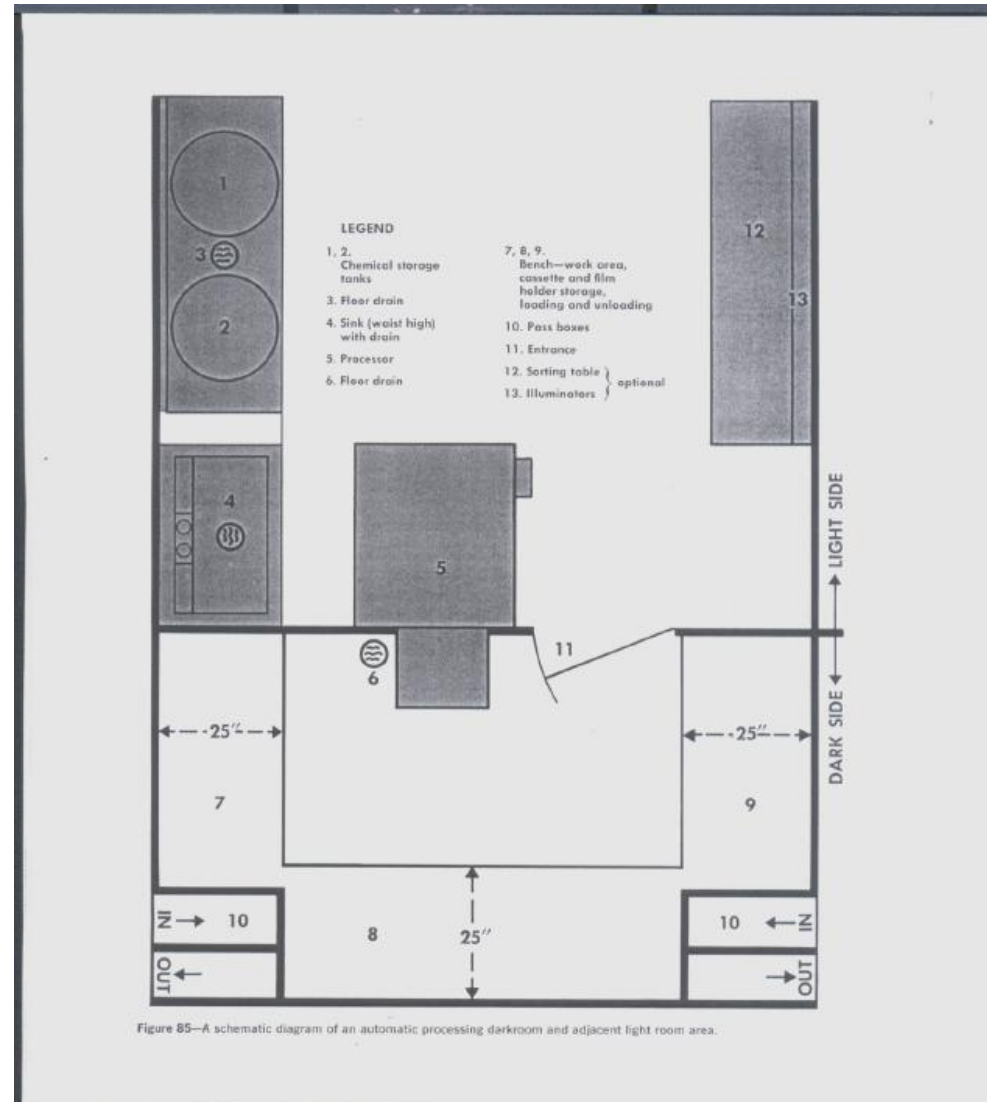 1
3
2
LEGEND
1, 2.
Chemical storage
tanks
3. Floor drain
4. Sink (waist high)
with drain
5. Processor
6. Floor drain
7, 8, 9.
Bench—work area,
cassette and film
holder storage,
loading and unloading
10. Pass boxes
11. Entrance
12. Sorting table
13. Illuminators
optional
12
13
4
5
LIGHT SIDE
DARK SIDE
6
11
25"
25"
7
9
IN
10
8
25"
10
IN
OUT
OUT
Figure 85—A schematic diagram of an automatic processing darkroom and adjacent light room area.